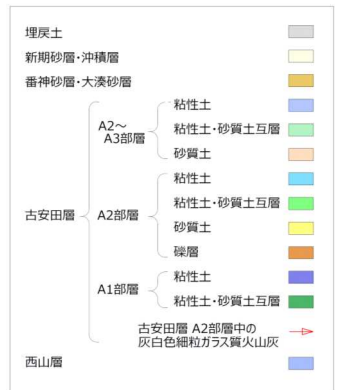 埋戻土
新期砂層・沖積層
番神砂層・大湊砂層
古安田層
A2～
A3部層
粘性土
粘性土・砂質土互層
砂質土
A2部層
粘性土
粘性土・砂質土互層
砂質土
礫層
A1部層
粘性土
粘性土・砂質土互層
古安田層 A2部層中の
灰白色細粒ガラス質火山灰
西山層